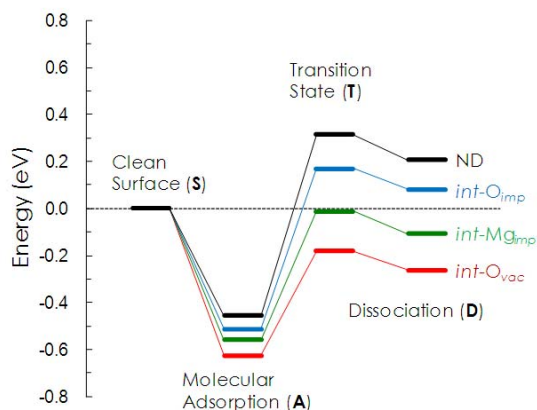 0.8
0.6
0.4
0.2
0.0
-0.2
-0.4
-0.6
-0.8
Energy (eV)
Clean
Surface (S)
Molecular
Adsorption (A)
Transition
State (T)
Dissociation (D)
ND
int-Oimp
int-Mgimp
int-Ovac